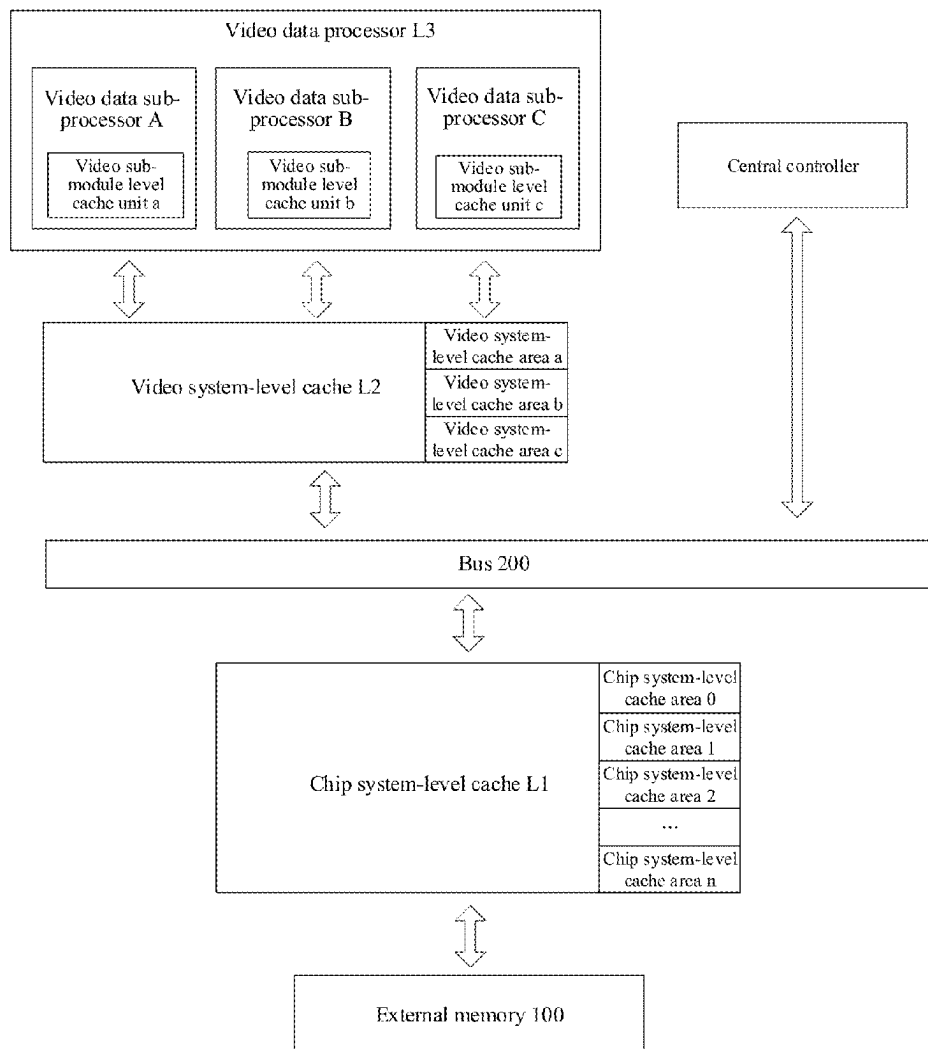 Video data processor L3
Video data sub-
processor A
Video sub-
module level
cache unit a
Video data sub-
processor B
Video sub-
module level
cache unit b
Video data sub-
processor C
Video sub-
module level
cache unit c
Central controller
Video system-level cache L2
Video system-
level cache area a
Video system-
level cache area b
Video system-
level cache area c
Bus 200
Chip system-level cache L1
Chip system-level
cache area 0
Chip system-level
cache area 1
Chip system-level
cache area 2
...
Chip system-level
cache area n
External memory 100